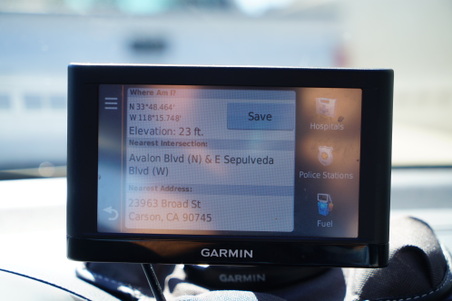 Where Am I?
N 33°48.464'
W 118°15.748'
Save
Elevation: 23 ft.
Nearest Intersection:
Avalon Blvd (N) & E Sepulveda
Blvd (W)
Nearest Address:
23963 Broad St
Carson, CA 90745
Hospitals
Police Stations
Fuel
GARMIN
GARMIN